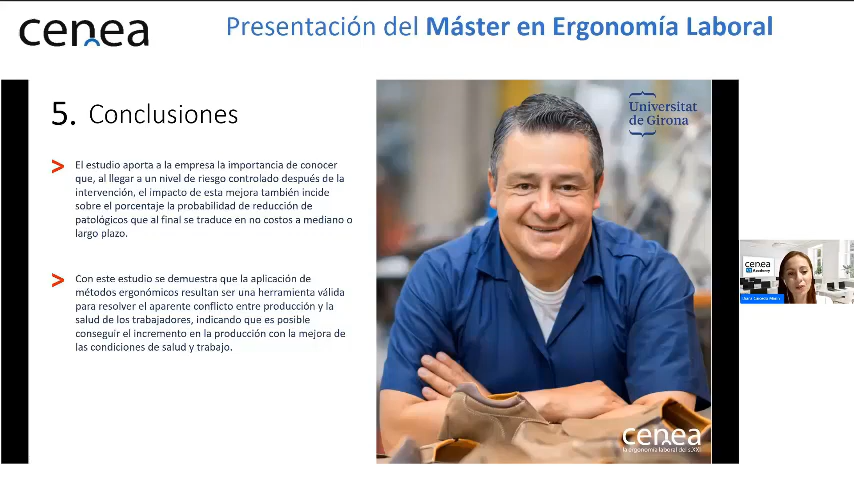 cenea
Presentación del Máster en Ergonomía Laboral
5. Conclusiones
> El estudio aporta a la empresa la importancia de conocer
que, al llegar a un nivel de riesgo controlado después de la
intervención, el impacto de esta mejora también incide
sobre el porcentaje la probabilidad de reducción de
patológicos que al final se traduce en no costos a mediano o
largo plazo.
> Con este estudio se demuestra que la aplicación de
métodos ergonómicos resultan ser una herramienta válida
para resolver el aparente conflicto entre producción y la
salud de los trabajadores, indicando que es posible
conseguir el incremento en la producción con la mejora de
las condiciones de salud y trabajo.
Universitat
de Girona
cenea
la ergonomía laboral del s.XXI
cenea
Academy